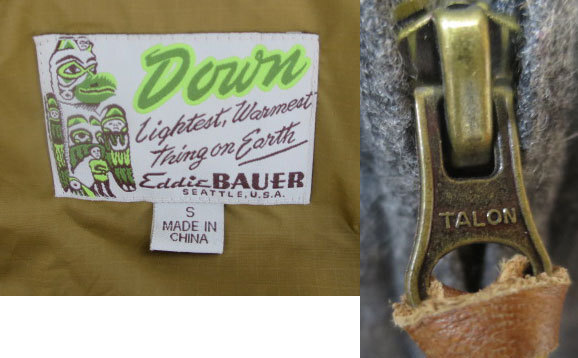 Down
Lightest, Warmest
Thing on Earth
Eddie BAUER
SEATTLE, U.S.A.
S
MADE IN
CHINA
TALON